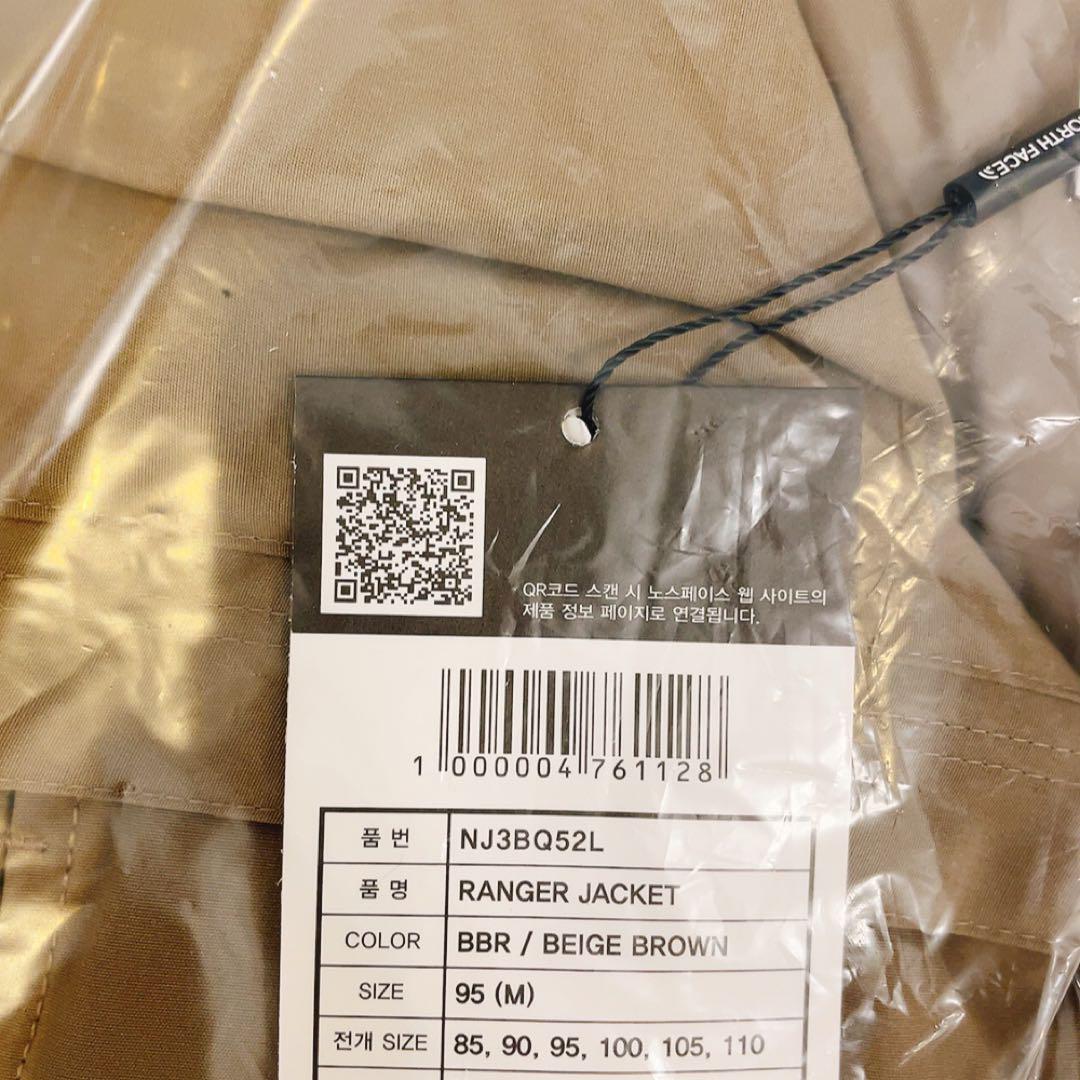 ORTH FACE
QR코드 스캔 시 노스페이스 웹 사이트의
제품 정보 페이지로 연결됩니다.
1 000004 761128
품 번 NJ3BQ52L
품 명 RANGER JACKET
COLOR BBR / BEIGE BROWN
SIZE 95 (M)
전개 SIZE 85, 90, 95, 100, 105, 110